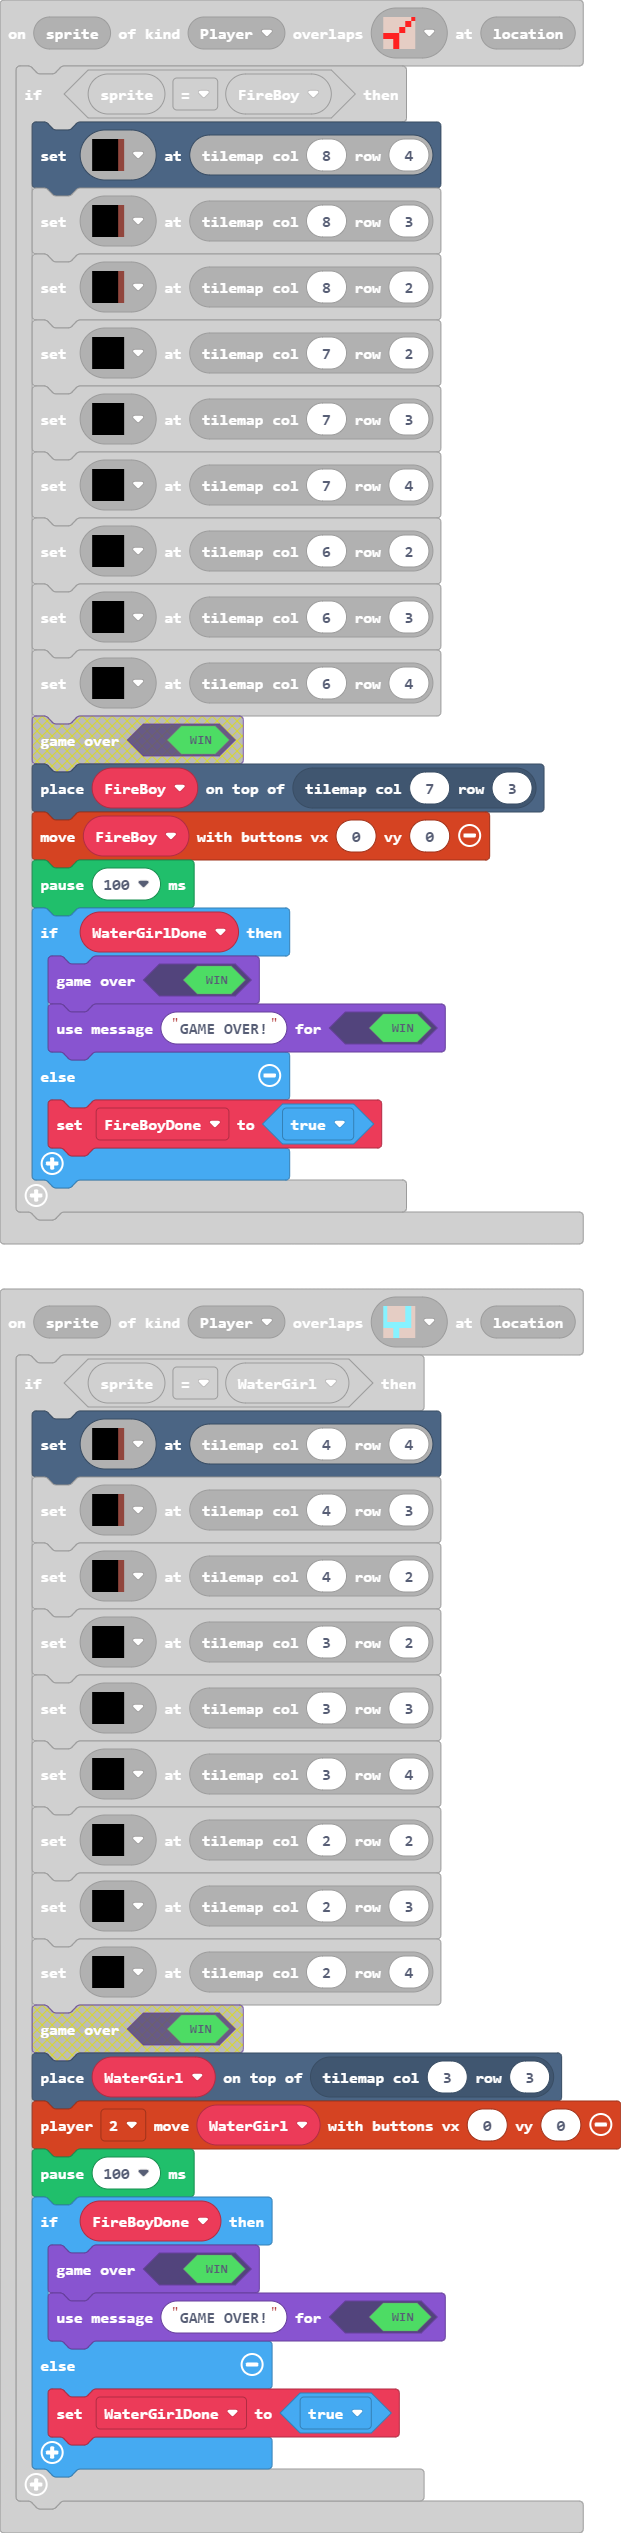 on sprite of kind Player overlaps at location
if sprite = FireBoy then
set at tilemap col 8 row 4
set at tilemap col 8 row 3
set at tilemap col 8 row 2
set at tilemap col 7 row 2
set at tilemap col 7 row 3
set at tilemap col 7 row 4
set at tilemap col 6 row 2
set at tilemap col 6 row 3
set at tilemap col 6 row 4
game over WIN
place FireBoy on top of tilemap col 7 row 3
move FireBoy with buttons vx 0 vy 0
pause 100 ms
if WaterGirlDone then
game over WIN
use message "GAME OVER!" for WIN
else
set FireBoyDone to true
on sprite of kind Player overlaps at location
if sprite = WaterGirl then
set at tilemap col 4 row 4
set at tilemap col 4 row 3
set at tilemap col 4 row 2
set at tilemap col 3 row 2
set at tilemap col 3 row 3
set at tilemap col 3 row 4
set at tilemap col 2 row 2
set at tilemap col 2 row 3
set at tilemap col 2 row 4
game over WIN
place WaterGirl on top of tilemap col 3 row 3
player 2 move WaterGirl with buttons vx 0 vy 0
pause 100 ms
if FireBoyDone then
game over WIN
use message "GAME OVER!" for WIN
else
set WaterGirlDone to true